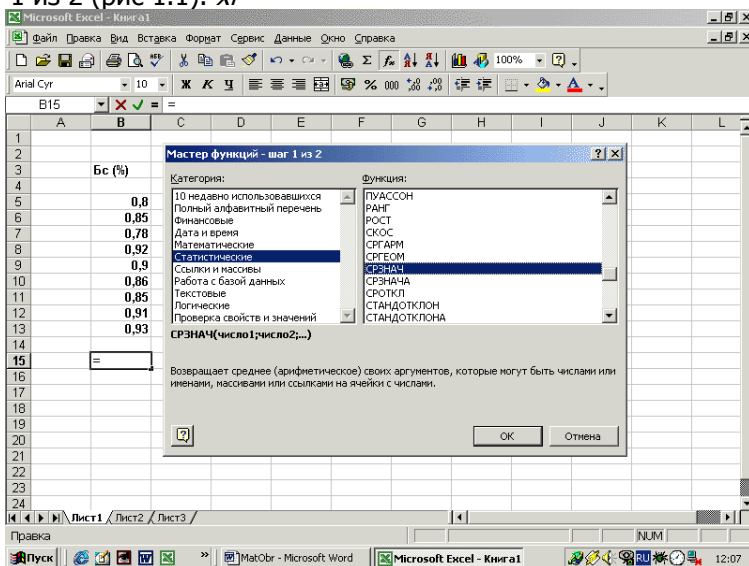 1 из 2 (рис 1.1). xi
Microsoft Excel - Книга1
Файл Правка Вид Вставка Формат Сервис Данные Окно Справка
100%
Arial Cyr 10 Ж К Ч % 000
B15 =  =
A B C D E F G H I J K L
1
2
3 Бс (%)
4
5 0,8
6 0,85
7 0,78
8 0,92
9 0,9
10 0,86
11 0,85
12 0,91
13 0,93
14
15 =
16
17
18
19
20
21
22
23
24
Мастер функций - шаг 1 из 2
Категория: Функция:
10 недавно использовавшихся
Полный алфавитный перечень
Финансовые
Дата и время
Математические
Статистические
Ссылки и массивы
Работа с базой данных
Текстовые
Логические
Проверка свойств и значений
ПУАССОН
РАНГ
РОСТ
СКОС
СРГАРМ
СРГЕОМ
СРЗНАЧ
СРЗНАЧА
СРОТКЛ
СТАНДОТКЛОН
СТАНДОТКЛОНА
СРЗНАЧ(число1;число2;...)
Возвращает среднее (арифметическое) своих аргументов, которые могут быть числами или
именами, массивами или ссылками на ячейки с числами.
ОК Отмена
Лист1 Лист2 Лист3
Правка NUM
Пуск » MatObr - Microsoft Word Microsoft Excel - Книга1 RU 12:07